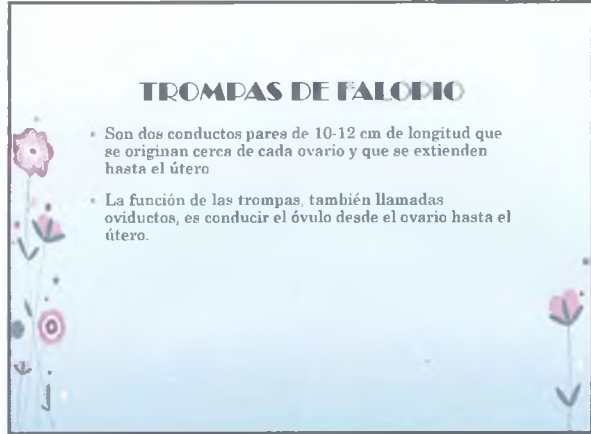 TROMPAS DE FALOPIO
Son dos conductos pares de 10-12 cm de longitud que
se originan cerca de cada ovario y que se extienden
hasta el útero
La función de las trompas, también llamadas
oviductos, es conducir el óvulo desde el ovario hasta el
útero.